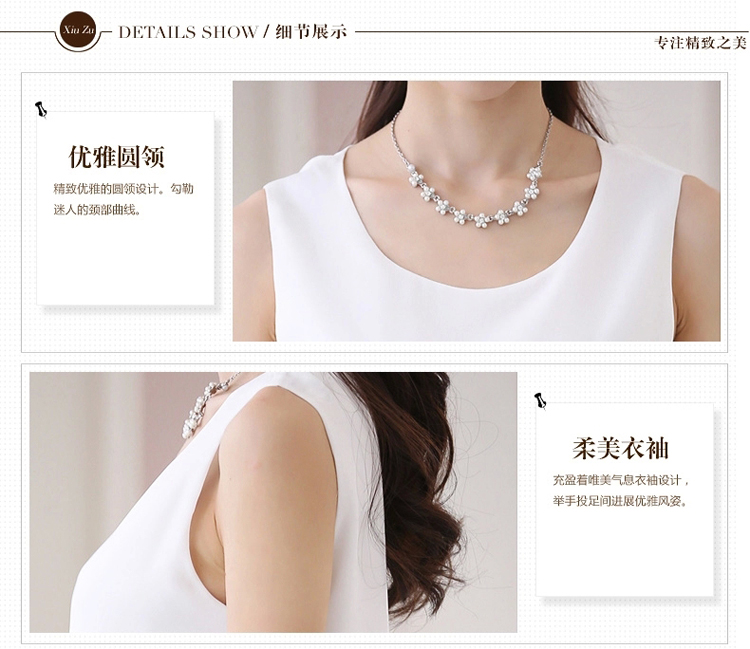 Xiu Zu
DETAILS SHOW / 细节展示
专注精致之美
优雅圆领
精致优雅的圆领设计。勾勒
迷人的颈部曲线。
柔美衣袖
充盈着唯美气息衣袖设计，
举手投足间进展优雅风姿。